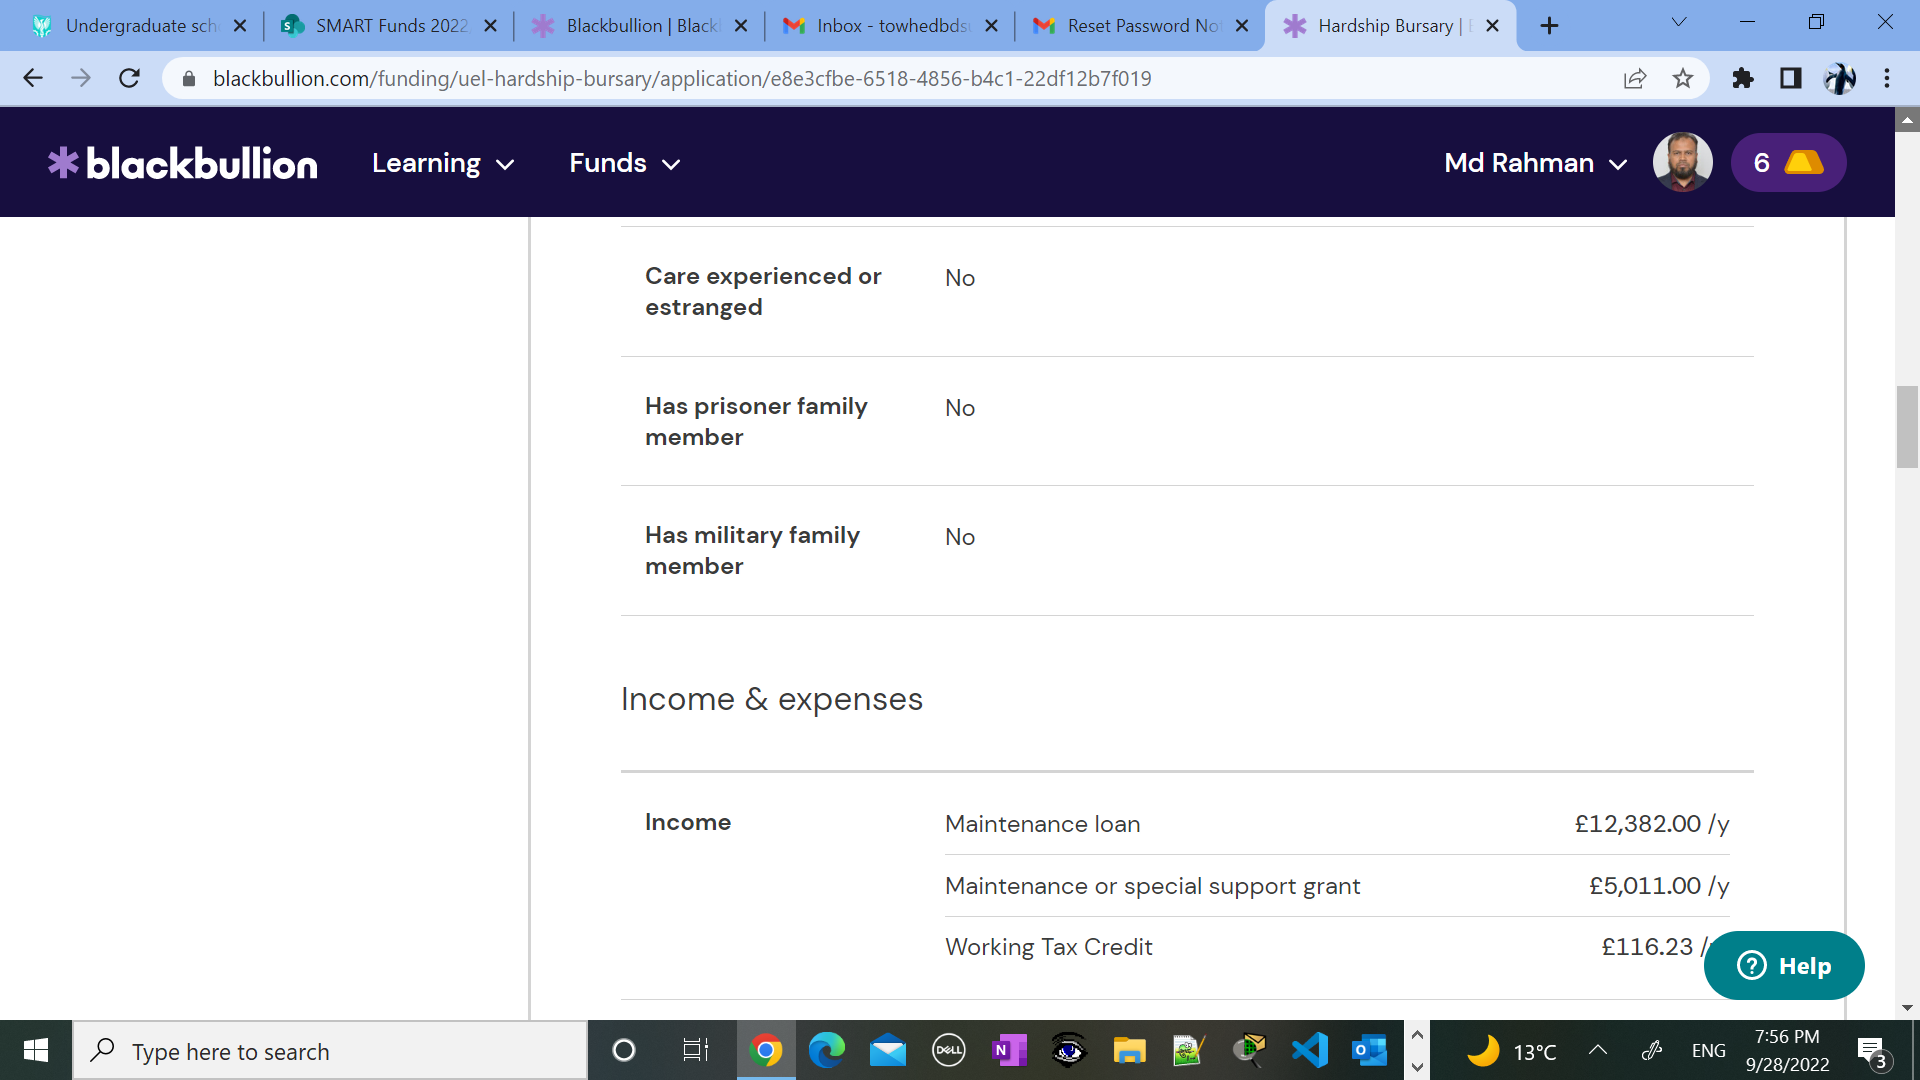 Undergraduate sch
SMART Funds 2022
Blackbullion | Black
Inbox - towhedbds
Reset Password No
Hardship Bursary |
blackbullion.com/funding/uel-hardship-bursary/application/e8e3cfbe-6518-4856-b4c1-22df12b7f019
blackbullion
Learning
Funds
Md Rahman
6
Care experienced or
estranged
No
Has prisoner family
member
No
Has military family
member
No
Income & expenses
Income
Maintenance loan
£12,382.00 /y
Maintenance or special support grant
£5,011.00 /y
Working Tax Credit
£116.23 /
Help
Type here to search
DELL
N
13°C
ENG
7:56 PM
9/28/2022
3